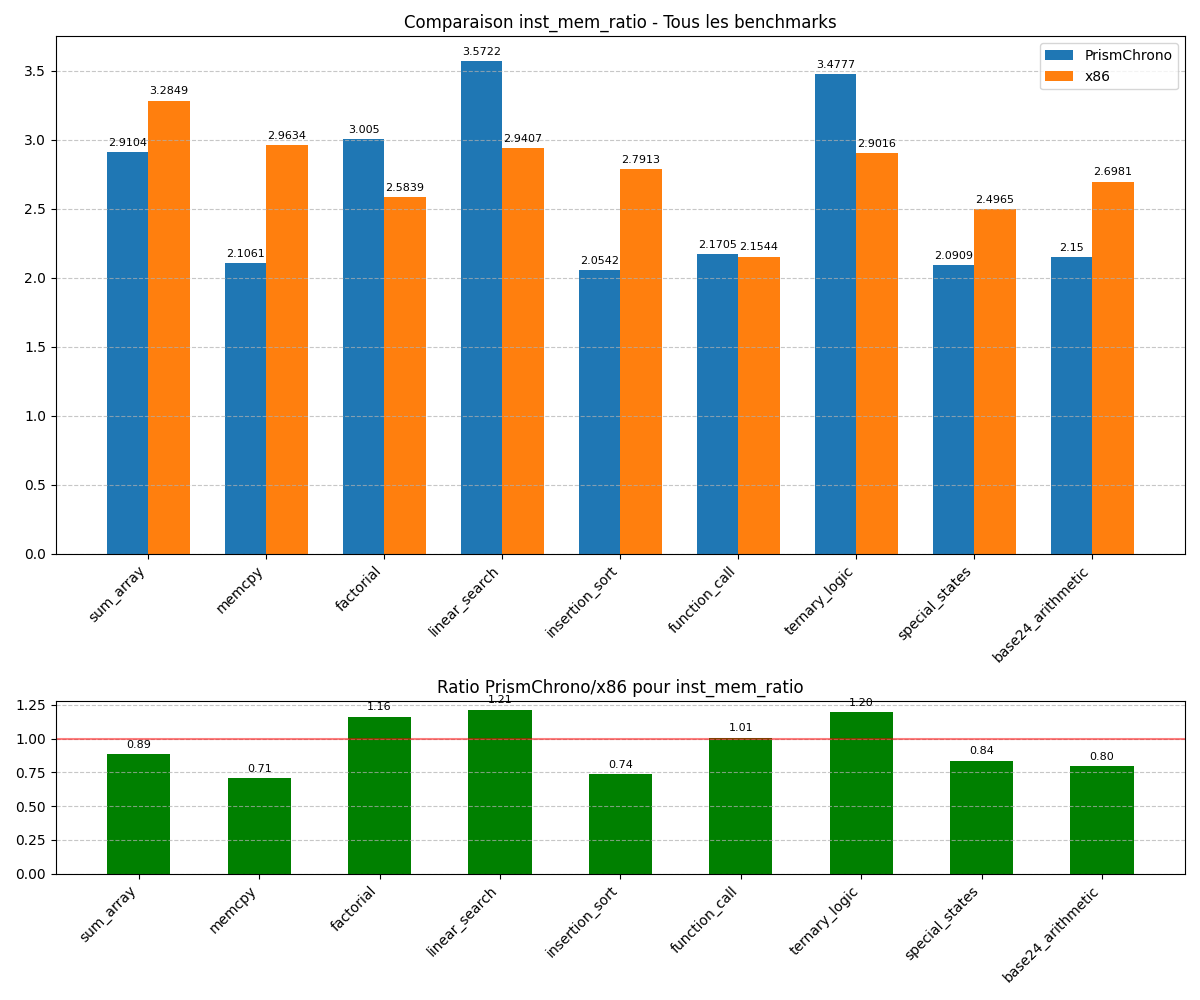 Comparaison inst_mem_ratio - Tous les benchmarks
PrismChrono
x86
3.5
3.0
2.5
2.0
1.5
1.0
0.5
0.0
2.9104
3.2849
2.1061
2.9634
3.005
2.5839
3.5722
2.9407
2.0542
2.7913
2.1705
2.1544
3.4777
2.9016
2.0909
2.4965
2.15
2.6981
sum_array
memcpy
factorial
linear_search
insertion_sort
function_call
ternary_logic
special_states
base24_arithmetic
Ratio PrismChrono/x86 pour inst_mem_ratio
1.25
1.00
0.75
0.50
0.25
0.00
0.89
0.71
1.16
1.21
0.74
1.01
1.20
0.84
0.80
sum_array
memcpy
factorial
linear_search
insertion_sort
function_call
ternary_logic
special_states
base24_arithmetic